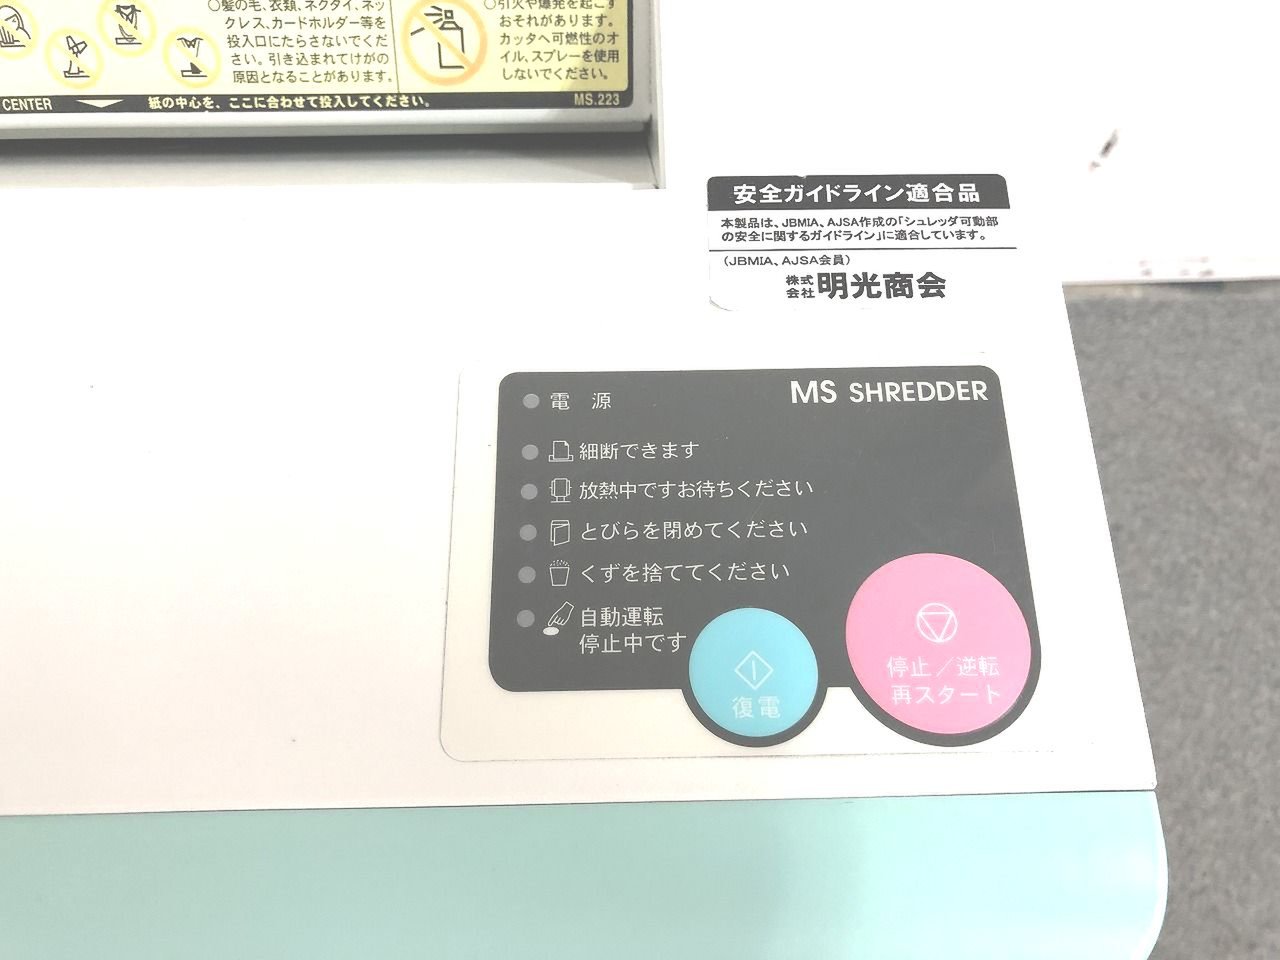 ○髪の毛、衣類、ネクタイ、ネッ
クレス、カードホルダー等を
投入口にたらさないでくだ
さい。引き込まれてけがの
原因となることがあります。
○引火や爆発を起こす
おそれがあります。
カッタへ可燃性のオ
イル、スプレーを使用
しないでください。
CENTER 紙の中心を、ここに合わせて投入してください。 MS.223
安全ガイドライン適合品
本製品は、JBMIA、AJSA作成の「シュレッダ可動部
の安全に関するガイドライン」に適合しています。
(JBMIA、AJSA会員)
株式会社 明光商会
MS SHREDDER
電 源
細断できます
放熱中ですお待ちください
とびらを閉めてください
くずを捨ててください
自動運転
停止中です
復電
停止／逆転
再スタート